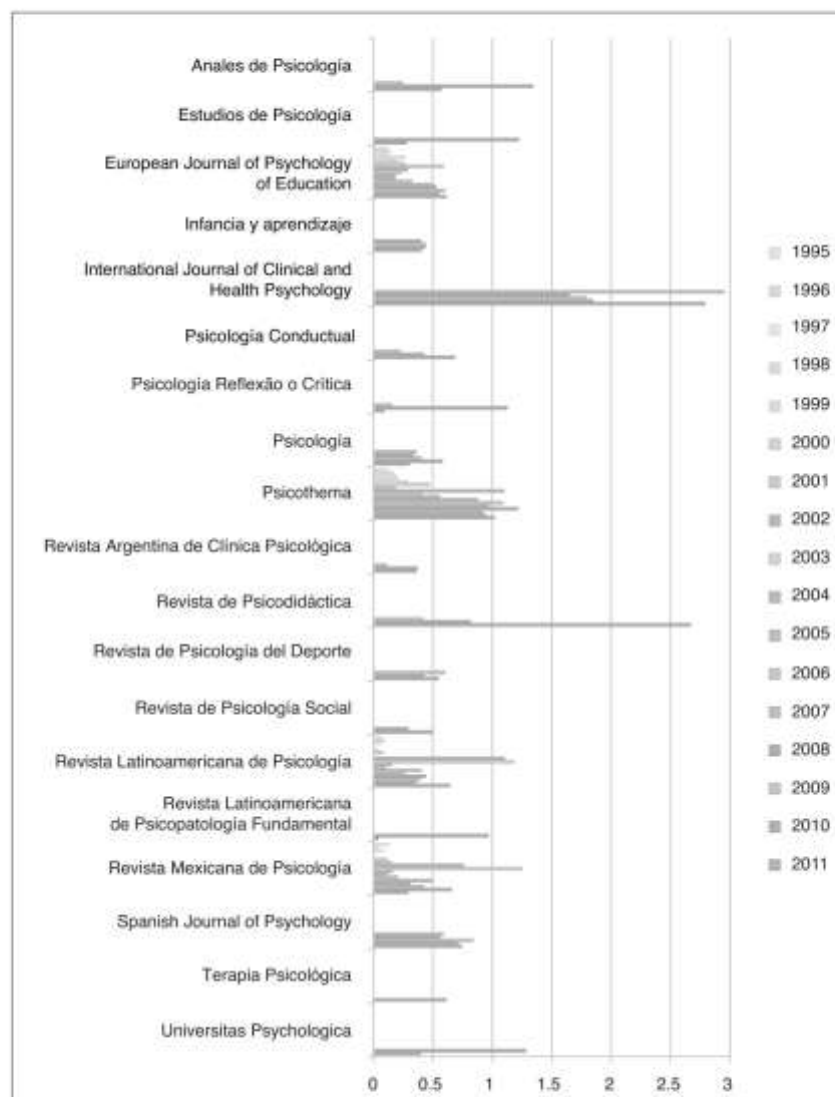 Anales de Psicología
Estudios de Psicología
European Journal of Psychology
of Education
Infancia y aprendizaje
International Journal of Clinical and
Health Psychology
Psicología Conductual
Psicologia Reflexão o Critica
Psicología
Psicothema
Revista Argentina de Clínica Psicológica
Revista de Psicodidáctica
Revista de Psicología del Deporte
Revista de Psicología Social
Revista Latinoamericana de Psicología
Revista Latinoamericana
de Psicopatología Fundamental
Revista Mexicana de Psicología
Spanish Journal of Psychology
Terapia Psicológica
Universitas Psychologica
0 0.5 1 1.5 2 2.5 3
1995
1996
1997
1998
1999
2000
2001
2002
2003
2004
2005
2006
2007
2008
2009
2010
2011